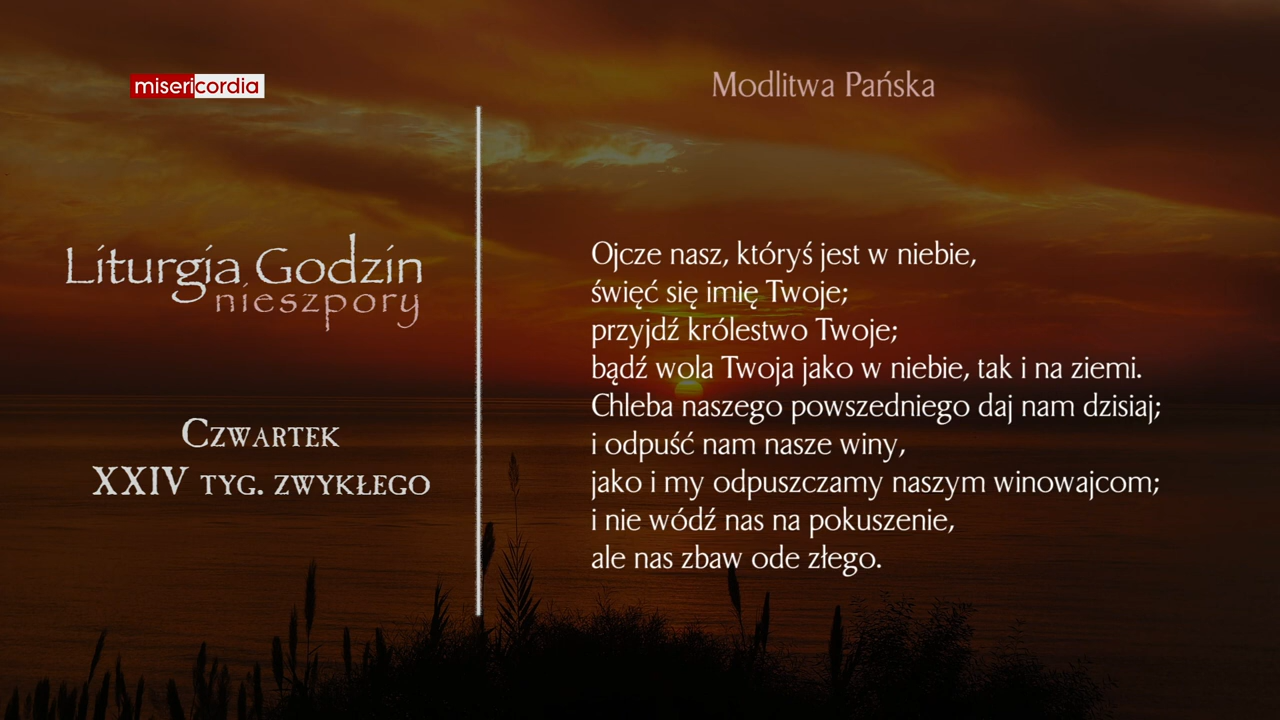 misericordia
Liturgia Godzin
nieszpory
Czwartek
XXIV tyg. zwykłego
Modlitwa Pańska
Ojcze nasz, któryś jest w niebie,
święć się imię Twoje;
przyjdź królestwo Twoje;
bądź wola Twoja jako w niebie, tak i na ziemi.
Chleba naszego powszedniego daj nam dzisiaj;
i odpuść nam nasze winy,
jako i my odpuszczamy naszym winowajcom;
i nie wódź nas na pokuszenie,
ale nas zbaw ode złego.